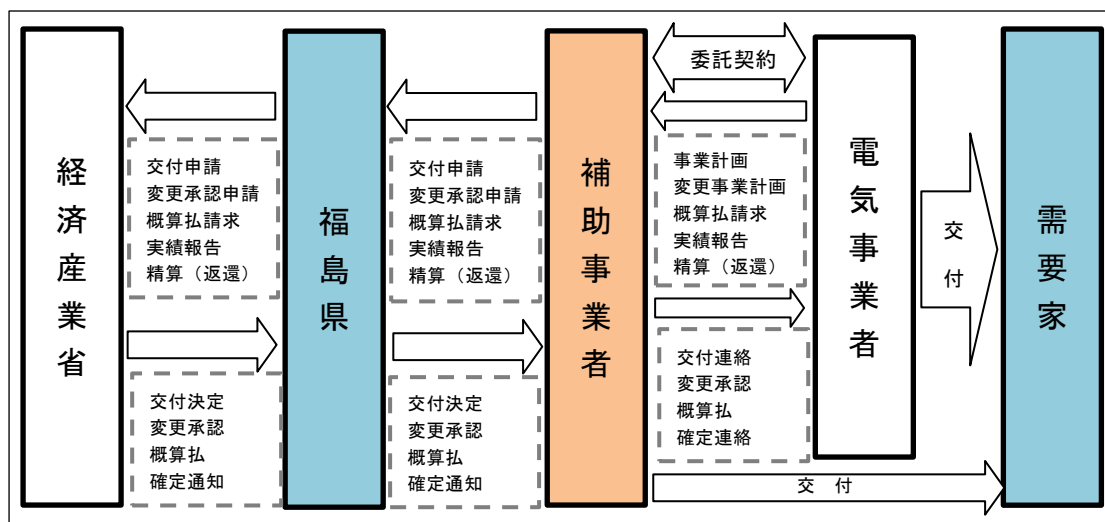 経済産業省
交付申請
変更承認申請
概算払請求
実績報告
精算（返還）
交付決定
変更承認
概算払
確定通知
福島県
交付申請
変更承認申請
概算払請求
実績報告
精算（返還）
交付決定
変更承認
概算払
確定通知
補助事業者
委託契約
事業計画
変更事業計画
概算払請求
実績報告
精算（返還）
交付連絡
変更承認
概算払
確定連絡
電気事業者
交付
交付
需要家